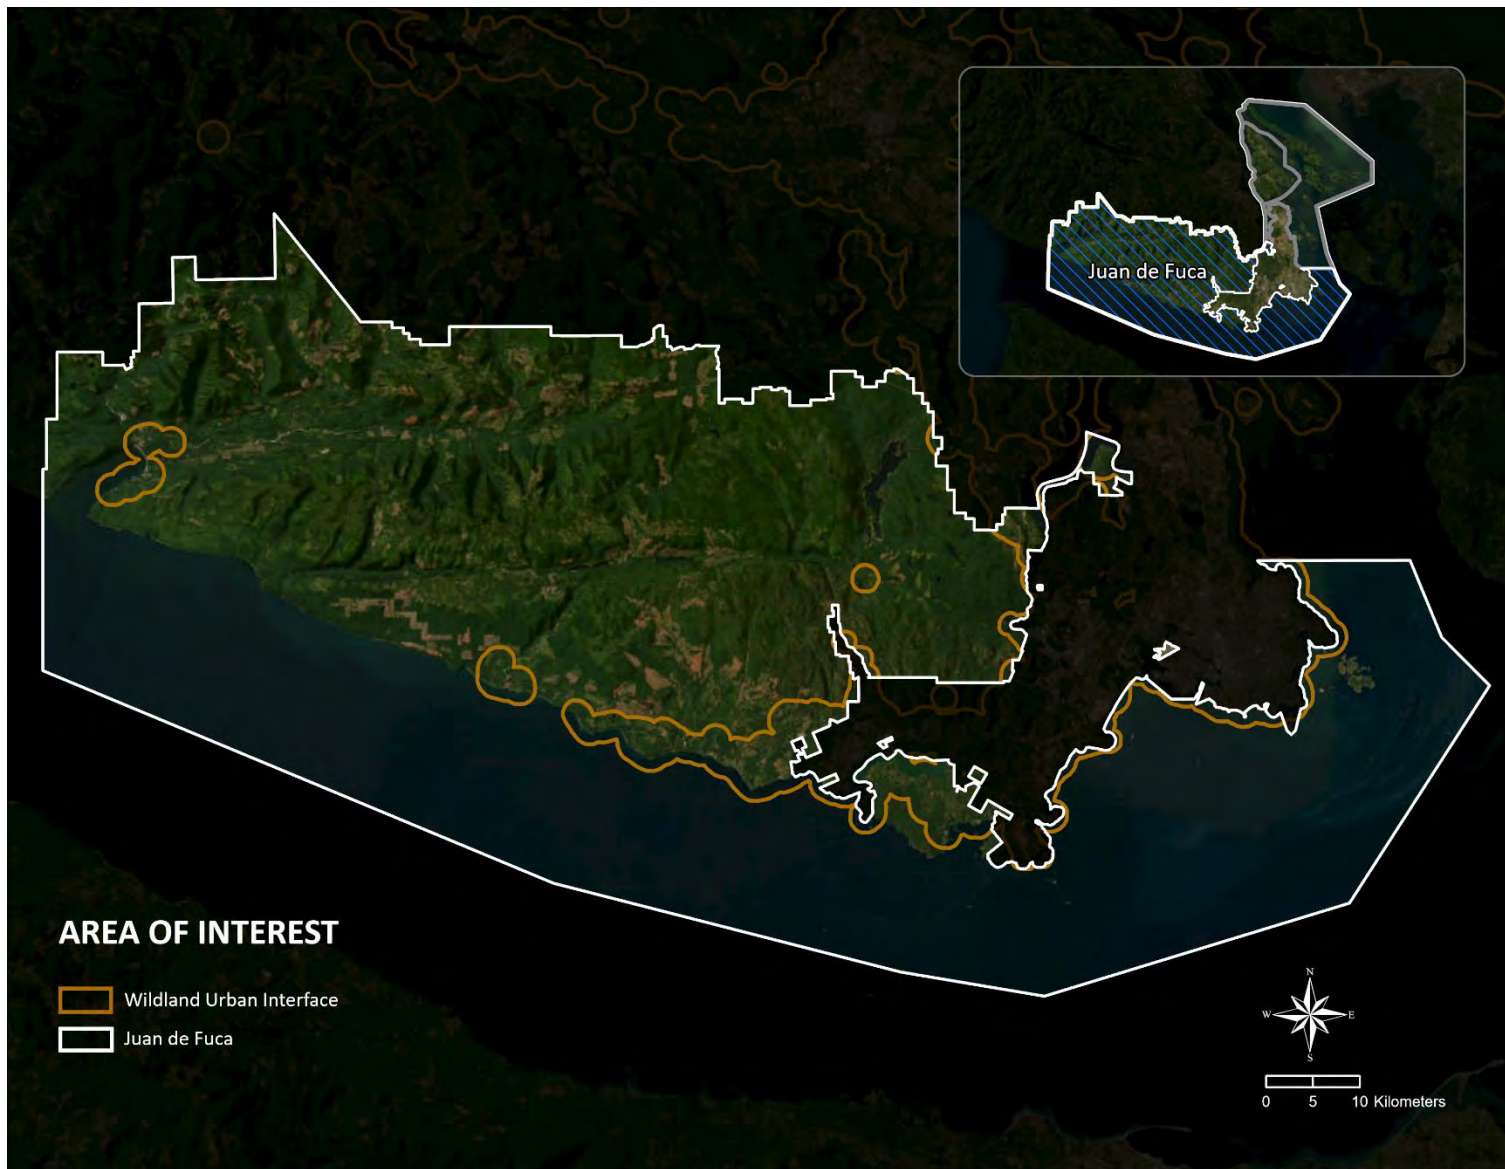 Juan de Fuca
AREA OF INTEREST
Wildland Urban Interface
Juan de Fuca
N
W E
S
0 5 10 Kilometers